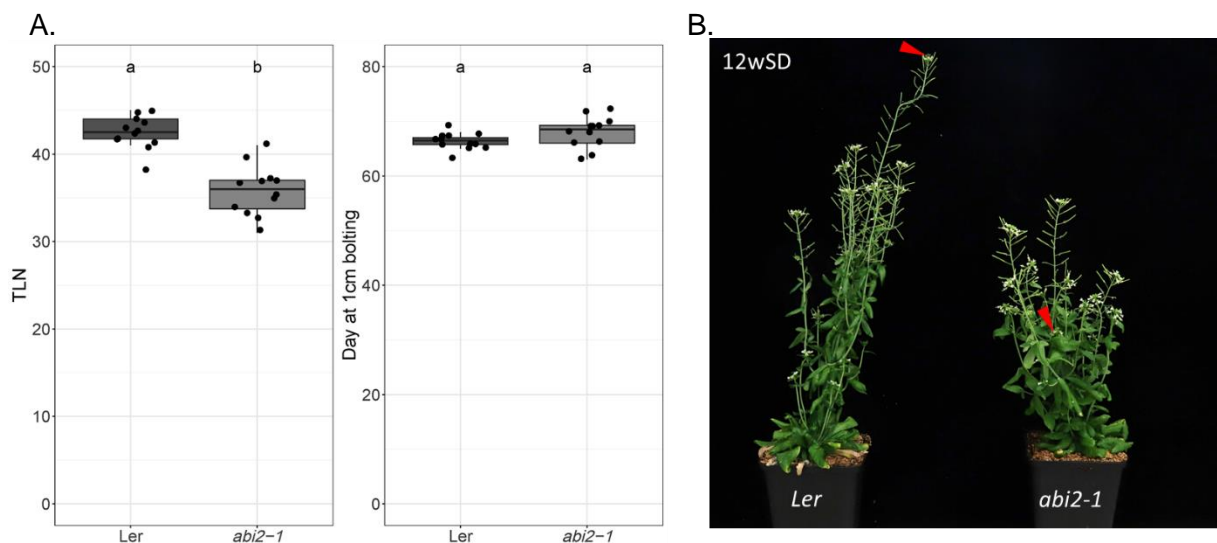 A.
B.
a
b
50
40
30
20
10
0
TLN
Ler
abi2-1
a
a
80
60
40
20
0
Day at 1cm bolting
Ler
abi2-1
12wSD
Ler
abi2-1